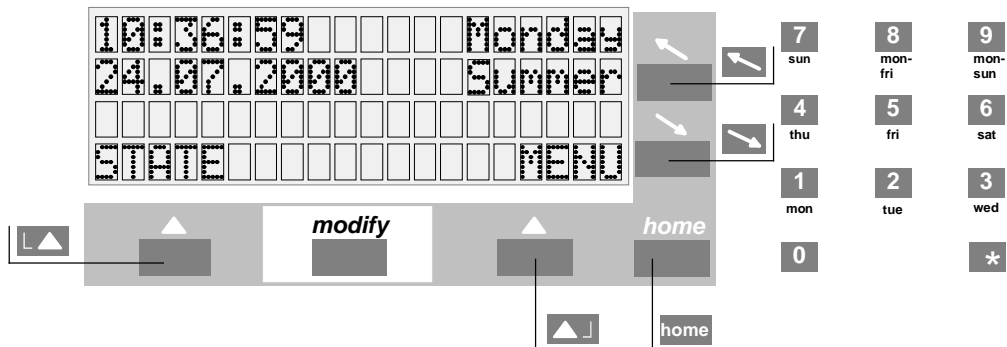 10:36:59 Monday
24.07.2000 Summer
STATE MENU
modify
home
home
7 8 9
sun mon-fri mon-sun
4 5 6
thu fri sat
1 2 3
mon tue wed
0 *